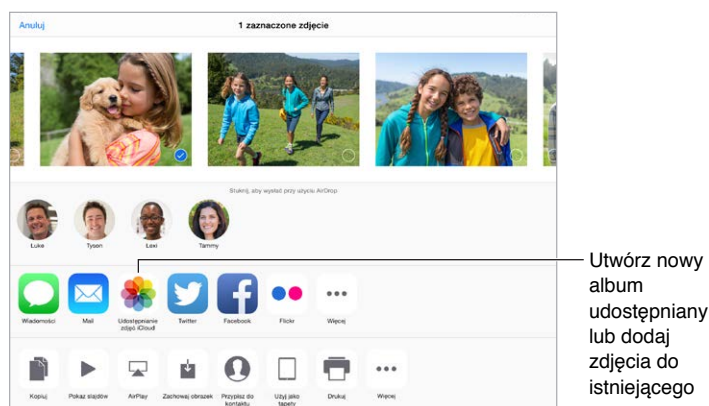 Anuluj
1 zaznaczone zdjęcie
Stuknij, aby wysłać przy użyciu AirDrop
Luke
Tyson
Lexi
Tammy
Wiadomości
Mail
Udostępnianie
zdjęć iCloud
Twitter
Facebook
Flickr
Więcej
Kopiuj
Pokaz slajdów
AirPlay
Zachowaj obrazek
Przypisz do
kontaktu
Użyj jako
tapety
Drukuj
Więcej
Utwórz nowy
album
udostępniany
lub dodaj
zdjęcia do
istniejącego